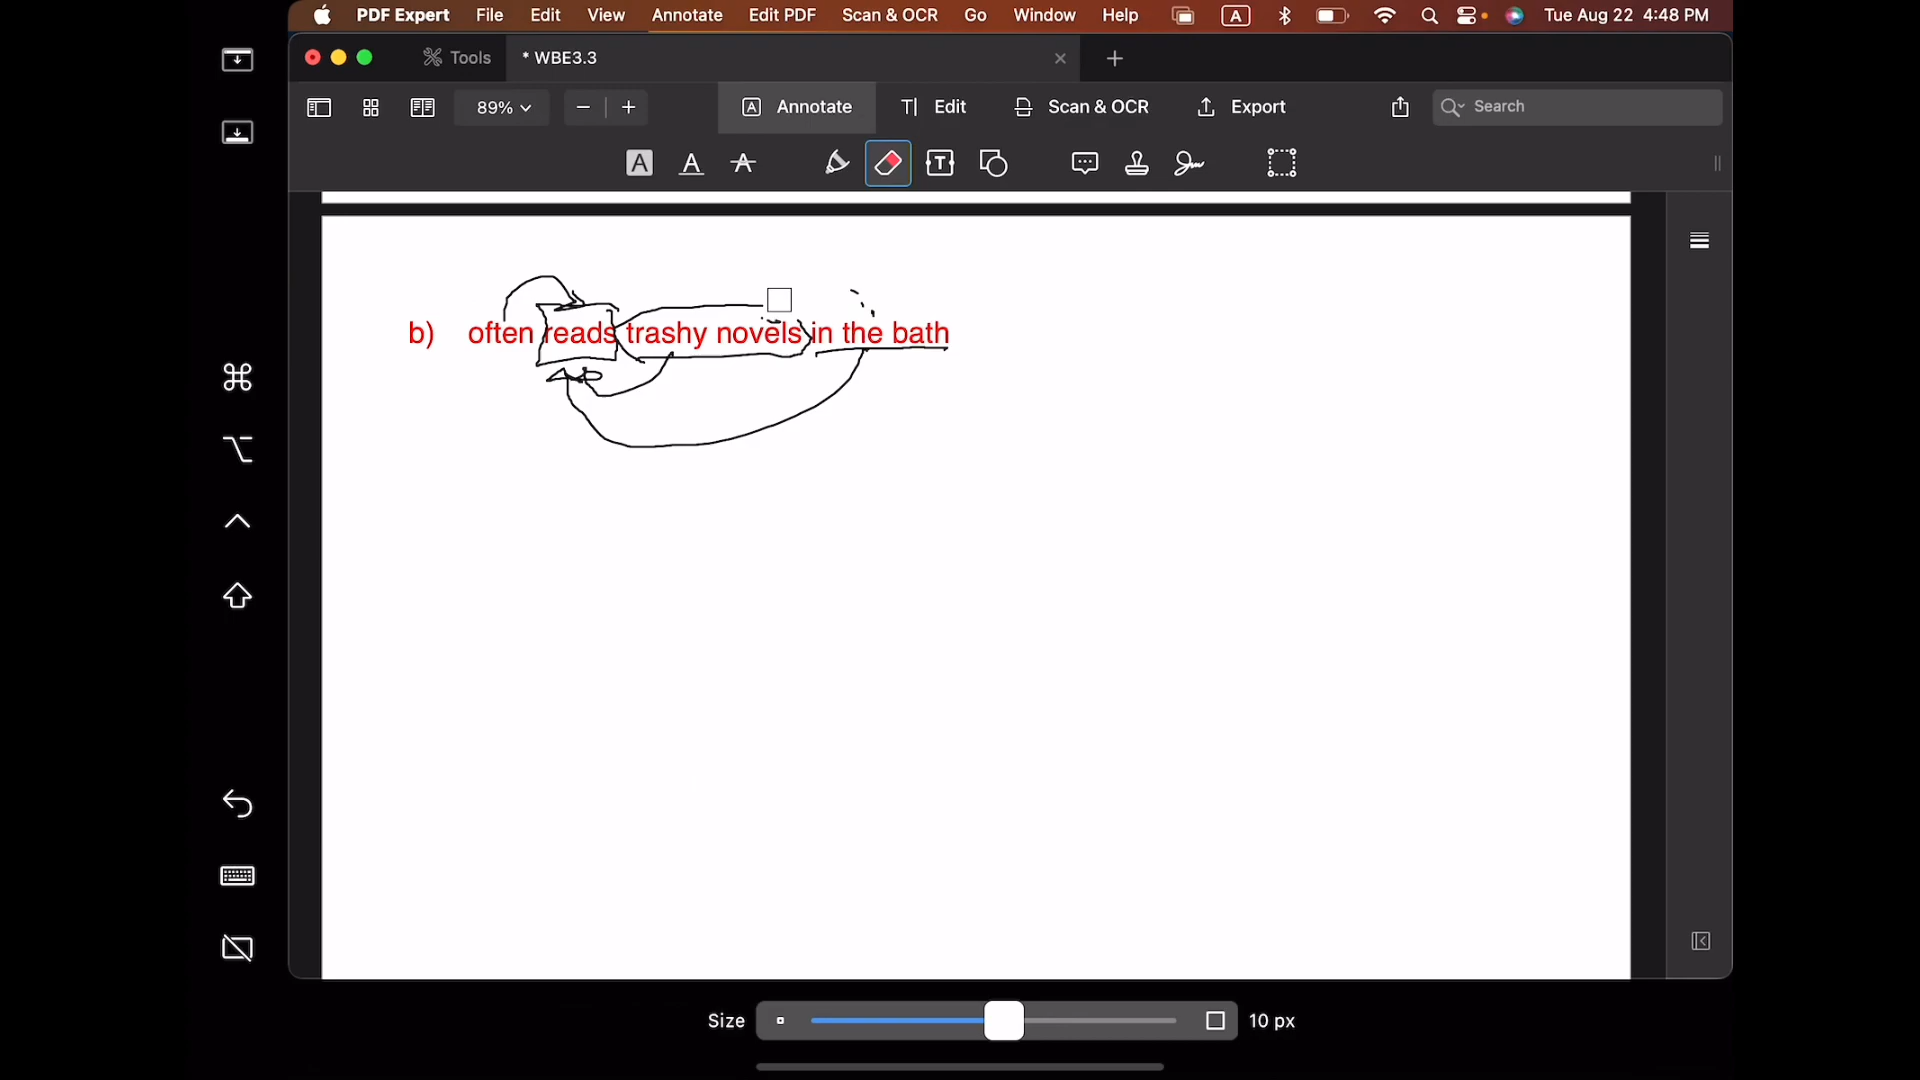 PDF Expert File Edit View Annotate Edit PDF Scan & OCR Go Window Help A Tue Aug 22 4:48 PM
Tools * WBE3.3
89% A Annotate T Edit Scan & OCR Export Search
A A A T
b) often reads trashy novels in the bath
Size 10 px